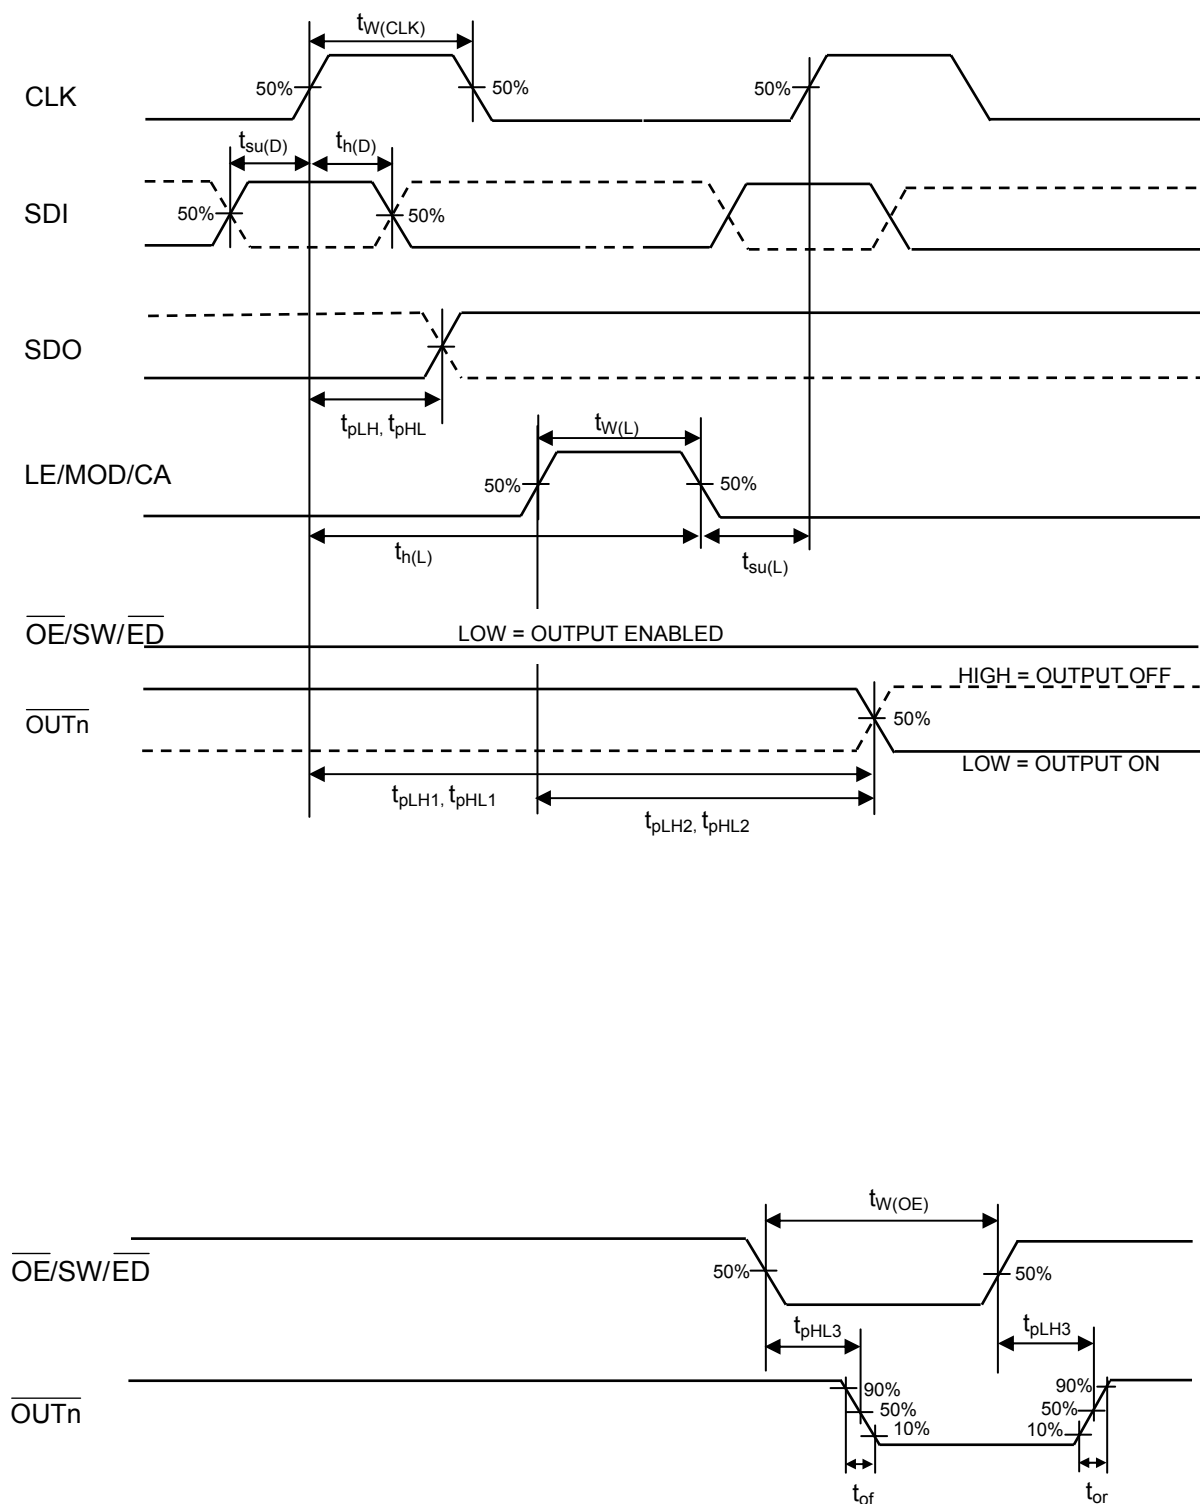 tW(CLK)
CLK
50%
50%
50%
tsu(D)
th(D)
SDI
50%
50%
SDO
tpLH, tpHL
tW(L)
LE/MOD/CA
50%
50%
th(L)
tsu(L)
OE/SW/ED
LOW = OUTPUT ENABLED
HIGH = OUTPUT OFF
OUTn
50%
LOW = OUTPUT ON
tpLH1, tpHL1
tpLH2, tpHL2
tW(OE)
OE/SW/ED
50%
50%
tpHL3
tpLH3
OUTn
90%
90%
50%
50%
10%
10%
tof
tor